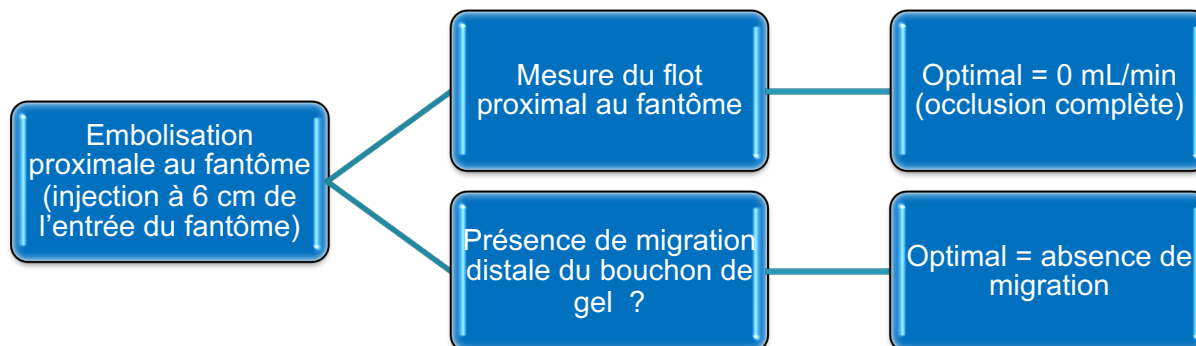 Embolisation
proximale au fantôme
(injection à 6 cm de
l'entrée du fantôme)
Mesure du flot
proximal au fantôme
Optimal = 0 mL/min
(occlusion complète)
Présence de migration
distale du bouchon de
gel ?
Optimal = absence de
migration